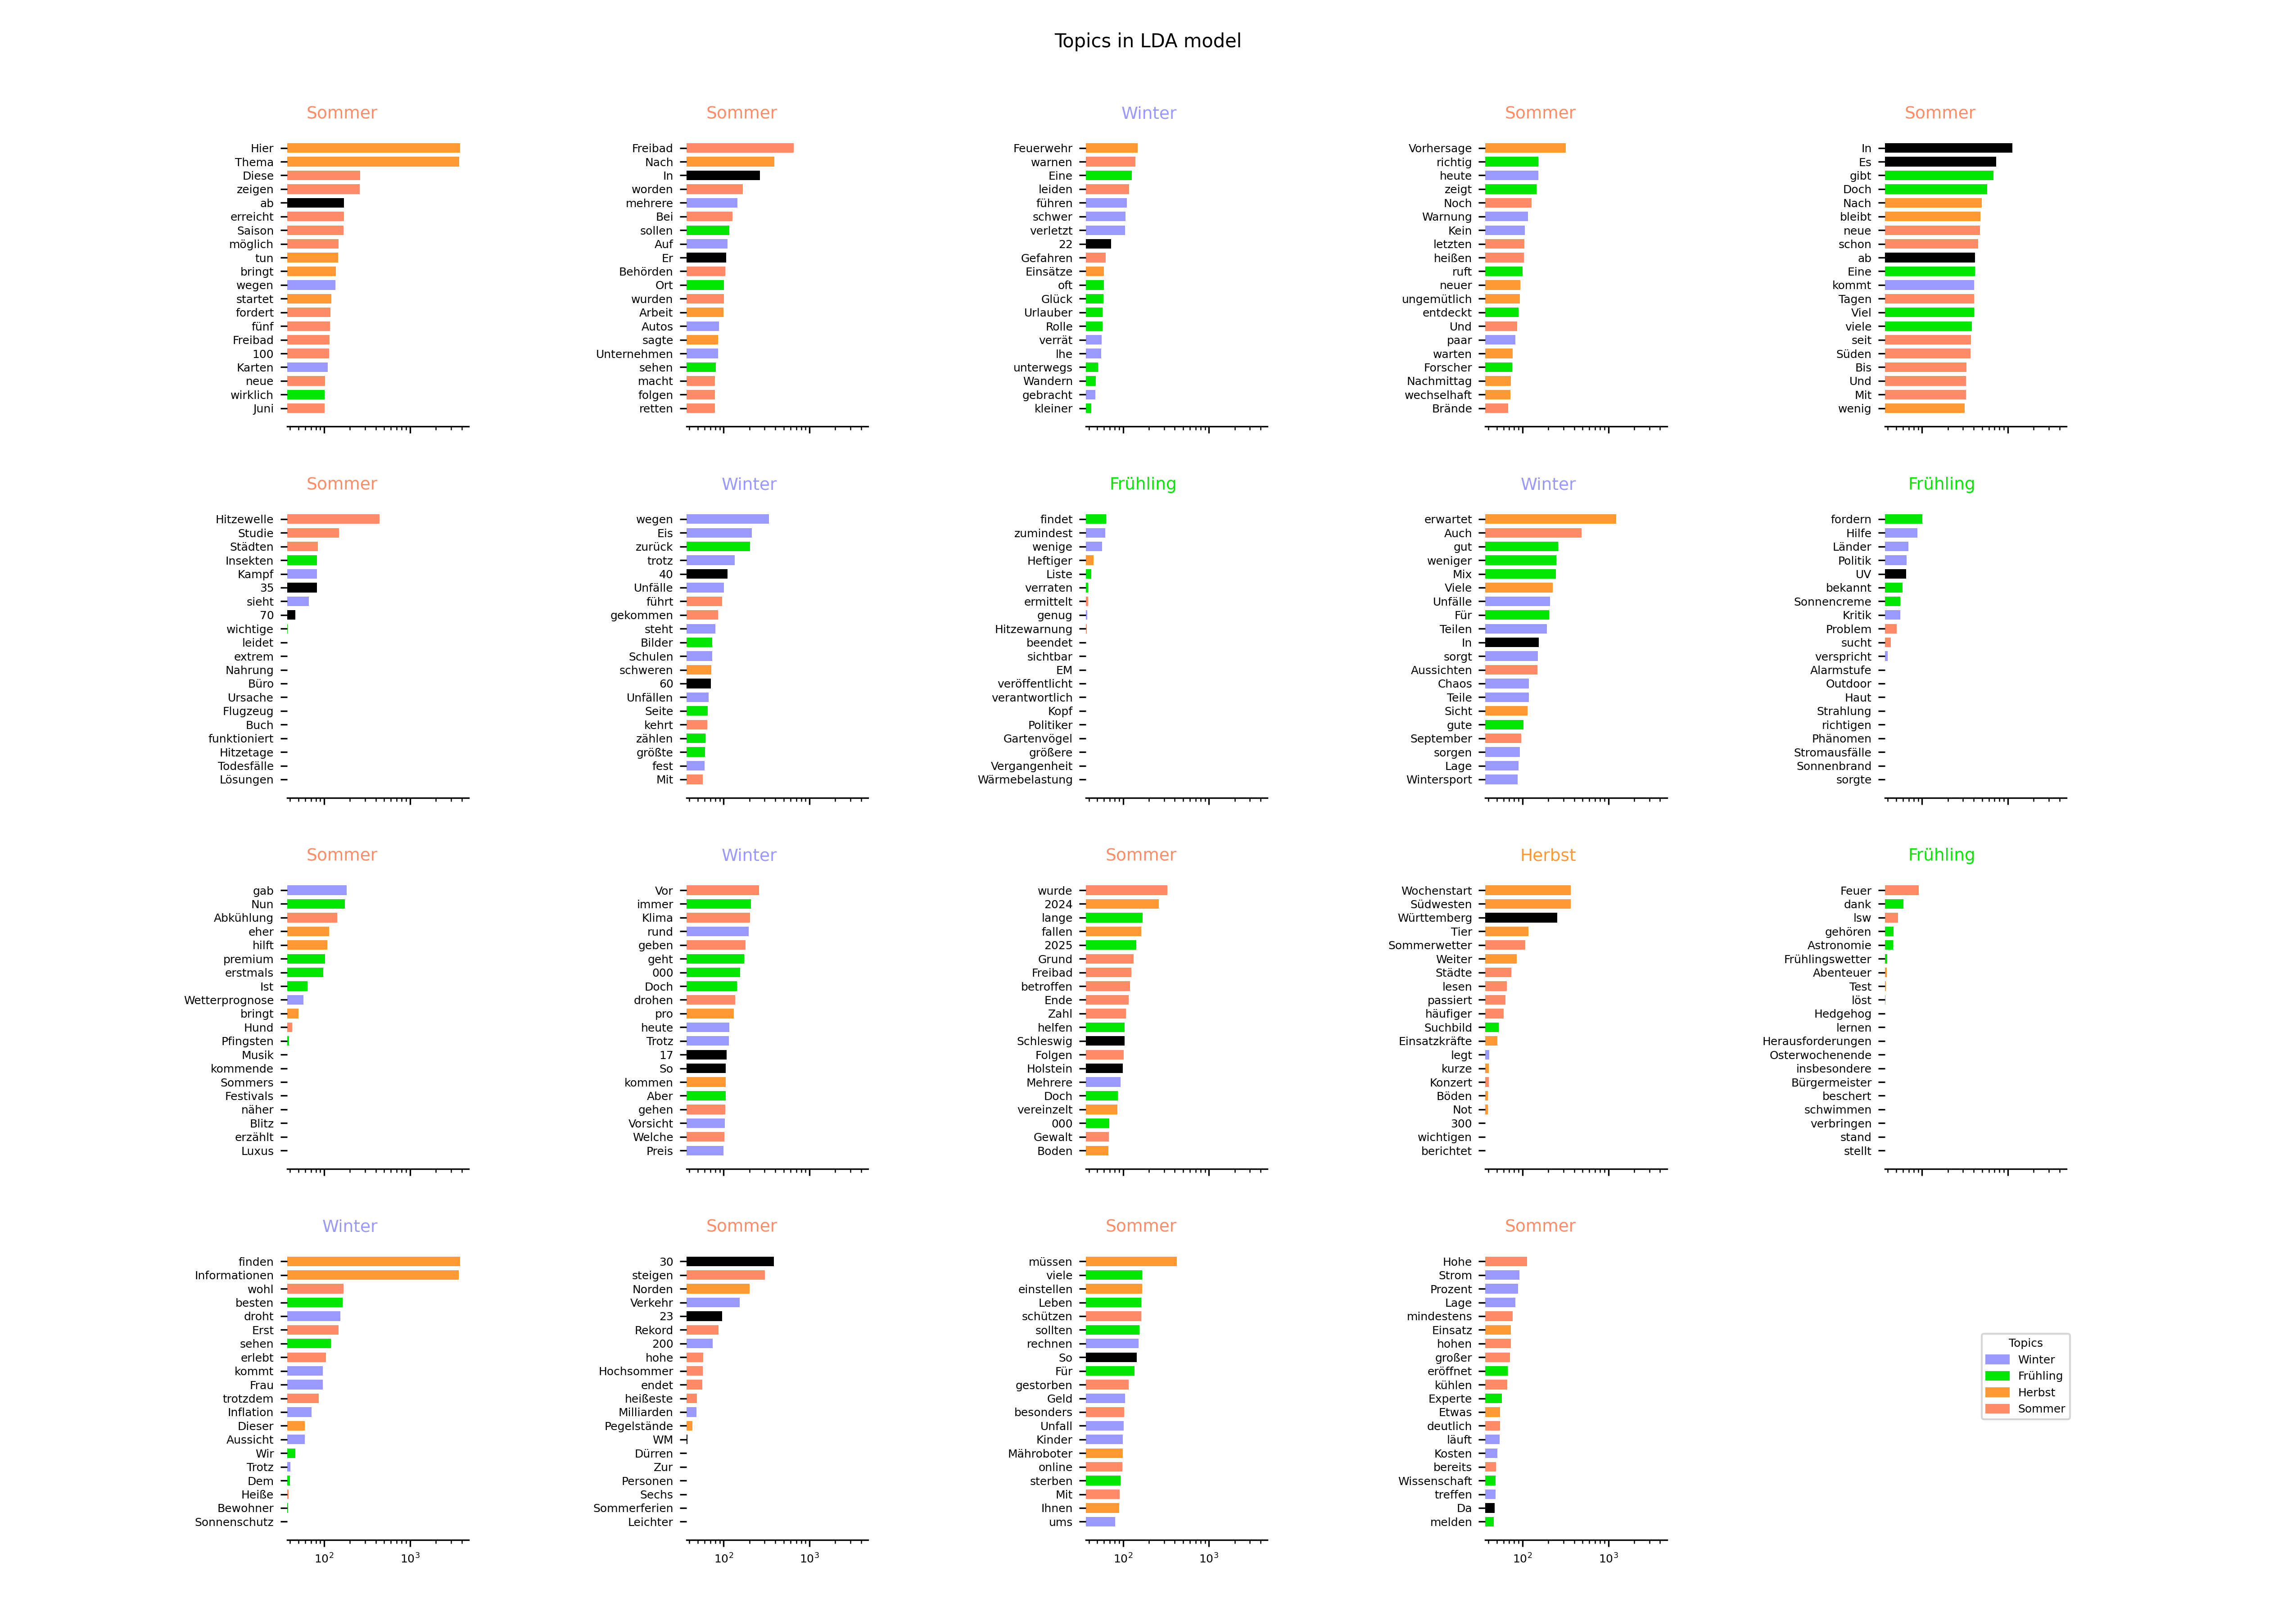 Topics in LDA model
Sommer
Hier
Thema
Diese
zeigen
ab
erreicht
Saison
möglich
tun
bringt
wegen
startet
fordert
fünf
Freibad
100
Karten
neue
wirklich
Juni
Sommer
Freibad
Nach
In
worden
mehrere
Bei
sollen
Auf
Er
Behörden
Ort
wurden
Arbeit
Autos
sagte
Unternehmen
sehen
macht
folgen
retten
Winter
Feuerwehr
warnen
Eine
leiden
führen
schwer
verletzt
22
Gefahren
Einsätze
oft
Glück
Urlauber
Rolle
verrät
Ihe
unterwegs
Wandern
gebracht
kleiner
Sommer
Vorhersage
richtig
heute
zeigt
Noch
Warnung
Kein
letzten
heißen
ruft
neuer
ungemütlich
entdeckt
Und
paar
warten
Forscher
Nachmittag
wechselhaft
Brände
Sommer
In
Es
gibt
Doch
Nach
bleibt
neue
schon
ab
Eine
kommt
Tagen
Viel
viele
seit
Süden
Bis
Und
Mit
wenig
Sommer
Hitzewelle
Studie
Städten
Insekten
Kampf
35
sieht
70
wichtige
leidet
extrem
Nahrung
Büro
Ursache
Flugzeug
Buch
funktioniert
Hitzetage
Todesfälle
Lösungen
Winter
wegen
Eis
zurück
trotz
40
Unfälle
führt
gekommen
steht
Bilder
Schulen
schweren
60
Unfällen
Seite
kehrt
zählen
größte
fest
Mit
Frühling
findet
zumindest
wenige
Heftiger
Liste
verraten
ermittelt
genug
Hitzewarnung
beendet
sichtbar
EM
veröffentlicht
verantwortlich
Kopf
Politiker
Gartenvögel
größere
Vergangenheit
Wärmebelastung
Winter
erwartet
Auch
gut
weniger
Mix
Viele
Unfälle
Für
Teilen
In
sorgt
Aussichten
Chaos
Teile
Sicht
gute
September
sorgen
Lage
Wintersport
Frühling
fordern
Hilfe
Länder
Politik
UV
bekannt
Sonnencreme
Kritik
Problem
sucht
verspricht
Alarmstufe
Outdoor
Haut
Strahlung
richtigen
Phänomen
Stromausfälle
Sonnenbrand
sorgte
Sommer
gab
Nun
Abkühlung
eher
hilft
premium
erstmals
Ist
Wetterprognose
bringt
Hund
Pfingsten
Musik
kommende
Sommers
Festivals
näher
Blitz
erzählt
Luxus
Winter
Vor
immer
Klima
rund
geben
geht
000
Doch
drohen
pro
heute
Trotz
17
So
kommen
Aber
gehen
Vorsicht
Welche
Preis
Sommer
wurde
2024
lange
fallen
2025
Grund
Freibad
betroffen
Ende
Zahl
helfen
Schleswig
Folgen
Holstein
Mehrere
Doch
vereinzelt
000
Gewalt
Boden
Herbst
Wochenstart
Südwesten
Württemberg
Tier
Sommerwetter
Weiter
Städte
lesen
passiert
häufiger
Suchbild
Einsatzkräfte
legt
kurze
Konzert
Böden
Not
300
wichtigen
berichtet
Frühling
Feuer
dank
lsw
gehören
Astronomie
Frühlingswetter
Abenteuer
Test
löst
Hedgehog
lernen
Herausforderungen
Osterwochenende
insbesondere
Bürgermeister
beschert
schwimmen
verbringen
stand
stellt
Winter
finden
Informationen
wohl
besten
droht
Erst
sehen
erlebt
kommt
Frau
trotzdem
Inflation
Dieser
Aussicht
Wir
Trotz
Dem
Heiße
Bewohner
Sonnenschutz
10²
10³
Sommer
30
steigen
Norden
Verkehr
23
Rekord
200
hohe
Hochsommer
endet
heißeste
Milliarden
Pegelstände
WM
Dürren
Zur
Personen
Sechs
Sommerferien
Leichter
10²
10³
Sommer
müssen
viele
einstellen
Leben
schützen
sollten
rechnen
So
Für
gestorben
Geld
besonders
Unfall
Kinder
Mähroboter
online
sterben
Mit
Ihnen
ums
10²
10³
Sommer
Hohe
Strom
Prozent
Lage
mindestens
Einsatz
hohen
großer
eröffnet
kühlen
Experte
Etwas
deutlich
läuft
Kosten
bereits
Wissenschaft
treffen
Da
melden
10²
10³
Topics
Winter
Frühling
Herbst
Sommer